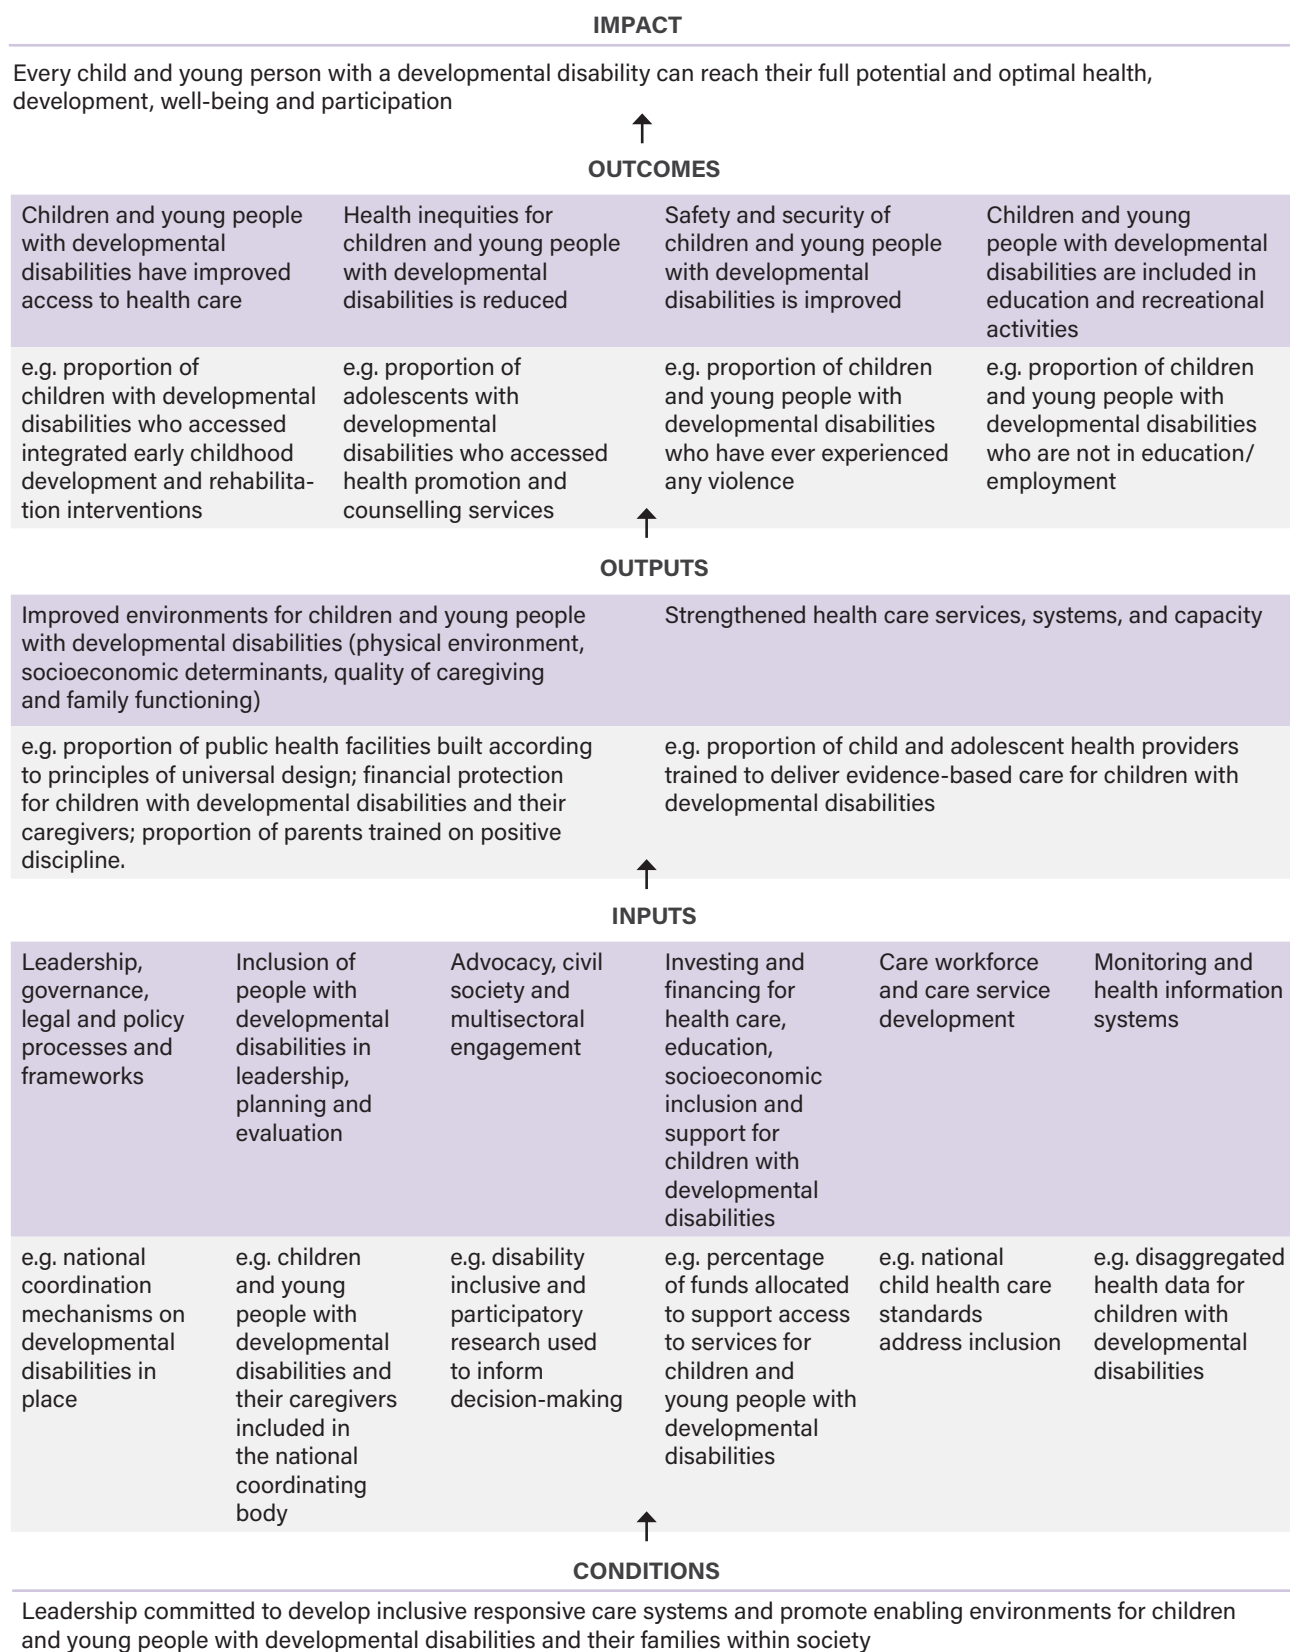 IMPACT
Every child and young person with a developmental disability can reach their full potential and optimal health,
development, well-being and participation
OUTCOMES
Children and young people
with developmental
disabilities have improved
access to health care
Health inequities for
children and young people
with developmental
disabilities is reduced
Safety and security of
children and young people
with developmental
disabilities is improved
Children and young
people with developmental
disabilities are included in
education and recreational
activities
e.g. proportion of
children with developmental
disabilities who accessed
integrated early childhood
development and rehabilita-
tion interventions
e.g. proportion of
adolescents with
developmental
disabilities who accessed
health promotion and
counselling services
e.g. proportion of children
and young people with
developmental disabilities
who have ever experienced
any violence
e.g. proportion of children
and young people with
developmental disabilities
who are not in education/
employment
OUTPUTS
Improved environments for children and young people
with developmental disabilities (physical environment,
socioeconomic determinants, quality of caregiving
and family functioning)
Strengthened health care services, systems, and capacity
e.g. proportion of public health facilities built according
to principles of universal design; financial protection
for children with developmental disabilities and their
caregivers; proportion of parents trained on positive
discipline.
e.g. proportion of child and adolescent health providers
trained to deliver evidence-based care for children with
developmental disabilities
INPUTS
Leadership,
governance,
legal and policy
processes and
frameworks
Inclusion of
people with
developmental
disabilities in
leadership,
planning and
evaluation
Advocacy, civil
society and
multisectoral
engagement
Investing and
financing for
health care,
education,
socioeconomic
inclusion and
support for
children with
developmental
disabilities
Care workforce
and care service
development
Monitoring and
health information
systems
e.g. national
coordination
mechanisms on
developmental
disabilities in
place
e.g. children
and young
people with
developmental
disabilities and
their caregivers
included in
the national
coordinating
body
e.g. disability
inclusive and
participatory
research used
to inform
decision-making
e.g. percentage
of funds allocated
to support access
to services for
children and
young people with
developmental
disabilities
e.g. national
child health care
standards
address inclusion
e.g. disaggregated
health data for
children with
developmental
disabilities
CONDITIONS
Leadership committed to develop inclusive responsive care systems and promote enabling environments for children
and young people with developmental disabilities and their families within society